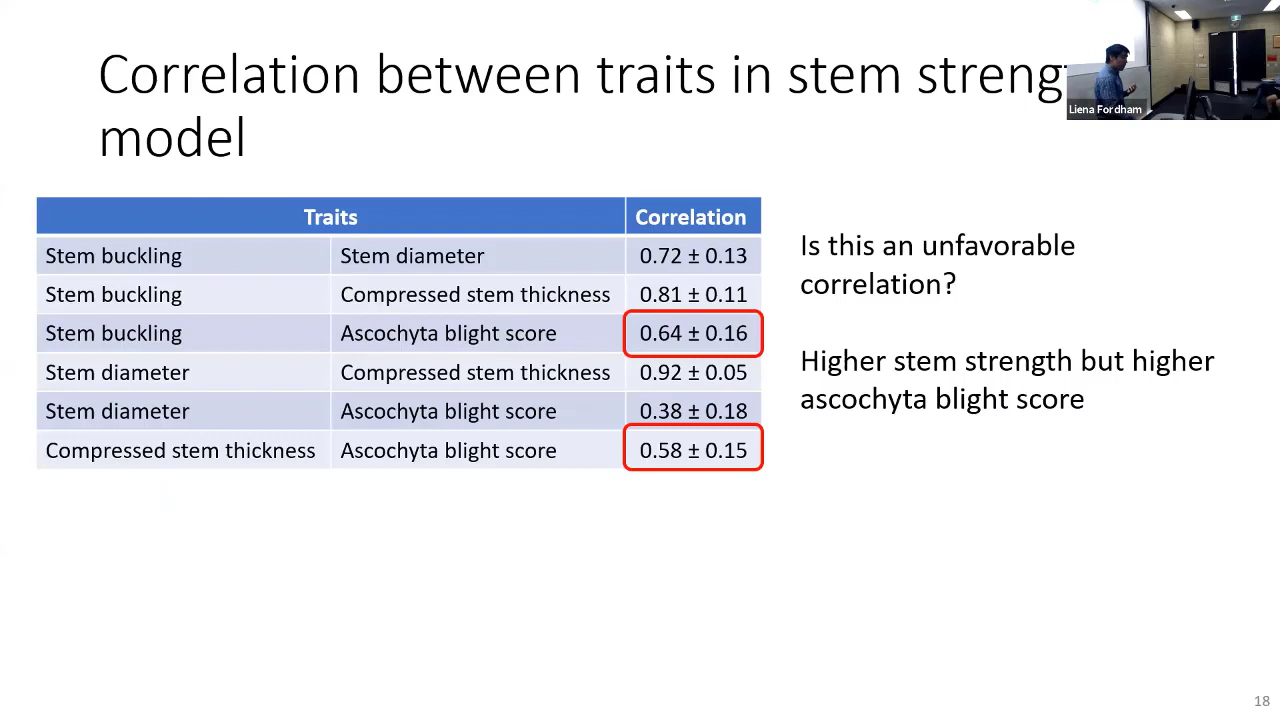 Correlation between traits in stem
model
Liena Fordham
Traits Correlation
Stem buckling Stem diameter 0.72 ± 0.13
Stem buckling Compressed stem thickness 0.81 ± 0.11
Stem buckling Ascochyta blight score 0.64 ± 0.16
Stem diameter Compressed stem thickness 0.92 ± 0.05
Stem diameter Ascochyta blight score 0.38 ± 0.18
Compressed stem thickness Ascochyta blight score 0.58 ± 0.15
Is this an unfavorable
correlation?
Higher stem strength but higher
ascochyta blight score
18